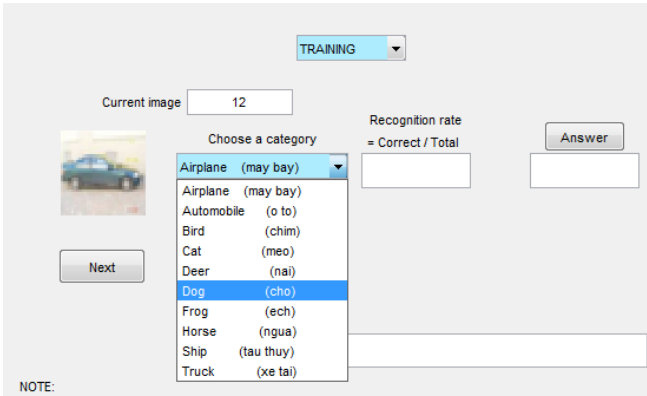 TRAINING
Current image 12
Recognition rate
= Correct / Total
Choose a category
Answer
Airplane (may bay)
Airplane (may bay)
Automobile (o to)
Bird (chim)
Cat (meo)
Deer (nai)
Next
Dog (cho)
Frog (ech)
Horse (ngua)
Ship (tau thuy)
Truck (xe tai)
NOTE: